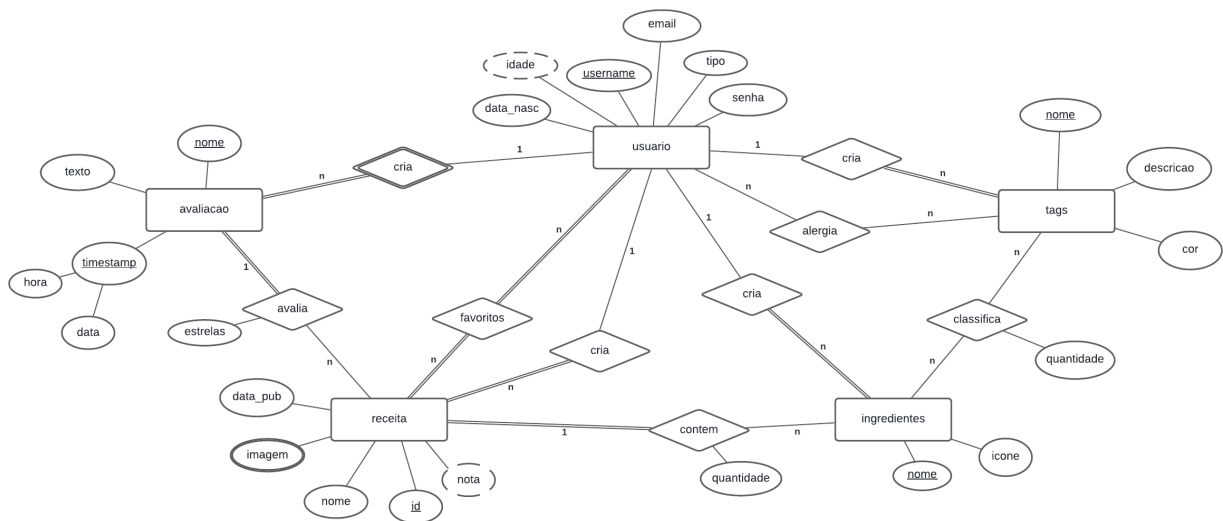 email
idade
username
tipo
data_nasc
senha
usuario
nome
texto
avaliacao
timestamp
hora
data
n
cria
1
1
cria
n
nome
descricao
tags
cor
n
alergia
n
1
avalia
estrelas
n
n
favoritos
n
1
cria
n
1
cria
n
n
classifica
quantidade
n
data_pub
receita
imagem
nome
id
nota
1
contem
n
quantidade
ingredientes
nome
icone